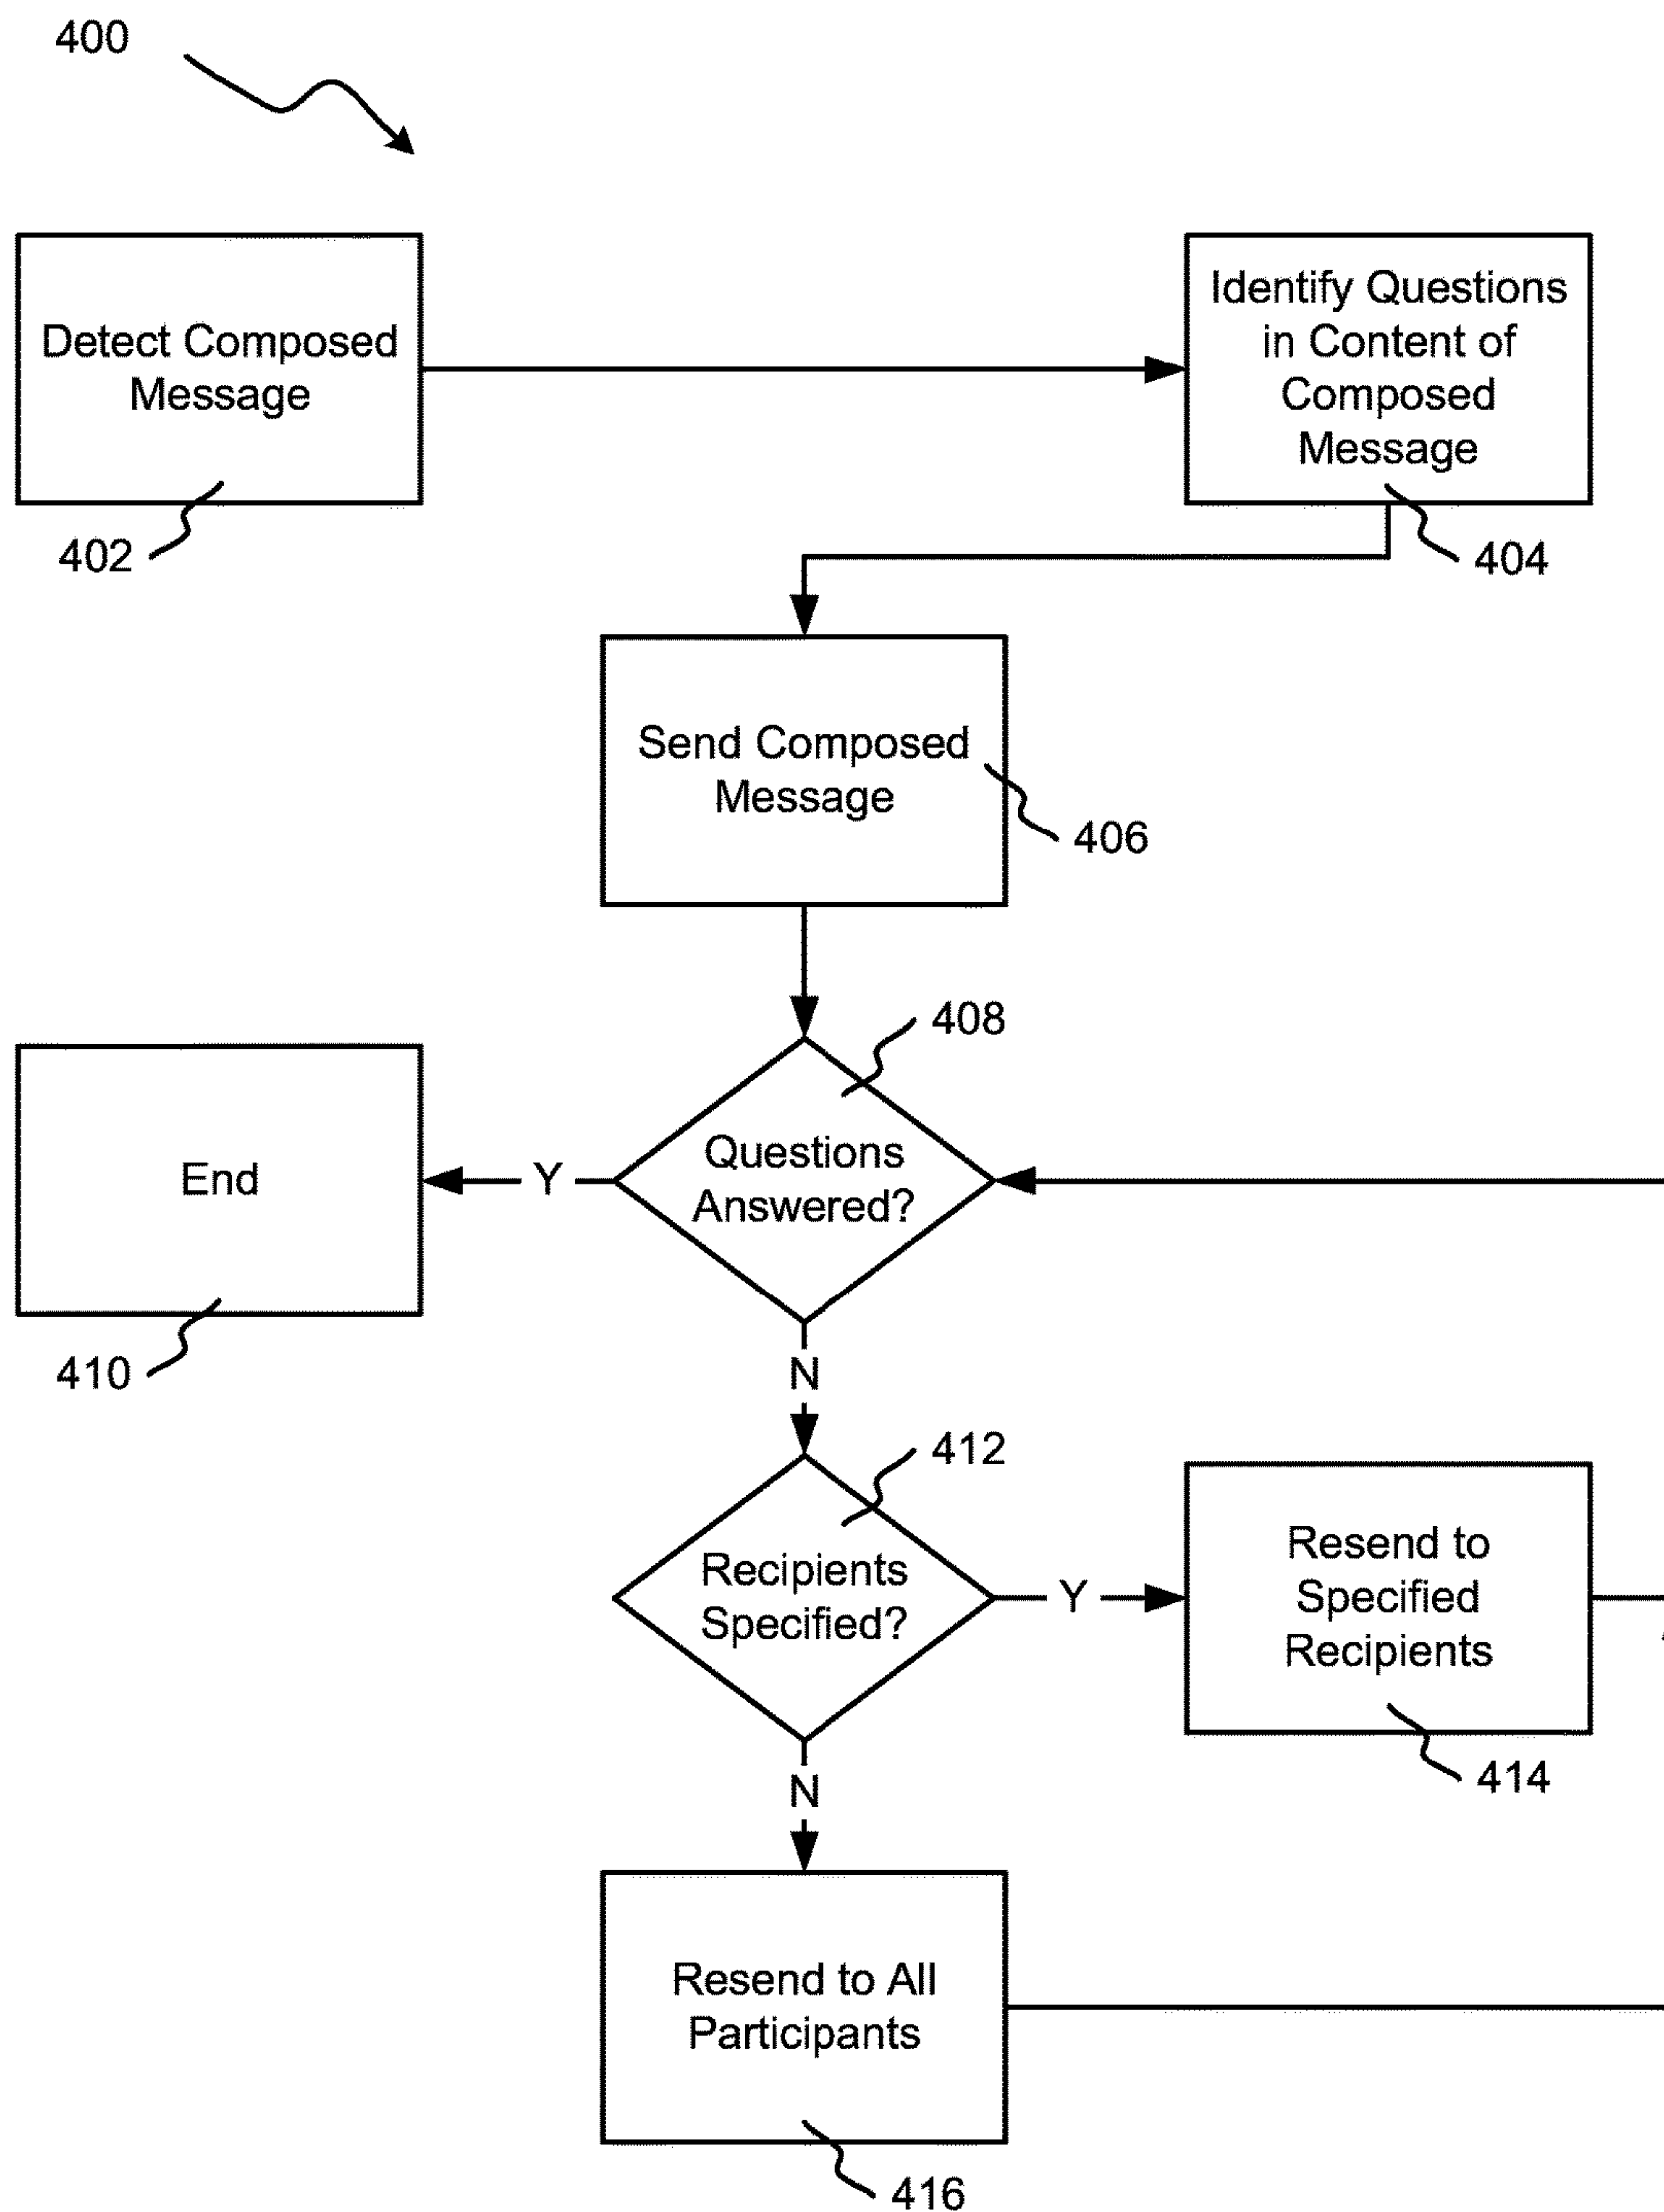 400
Detect Composed
Message
402
Identify Questions
in Content of
Composed
Message
404
Send Composed
Message
406
408
Questions
Answered?
Y
End
410
N
412
Recipients
Specified?
Y
Resend to
Specified
Recipients
414
N
Resend to All
Participants
416